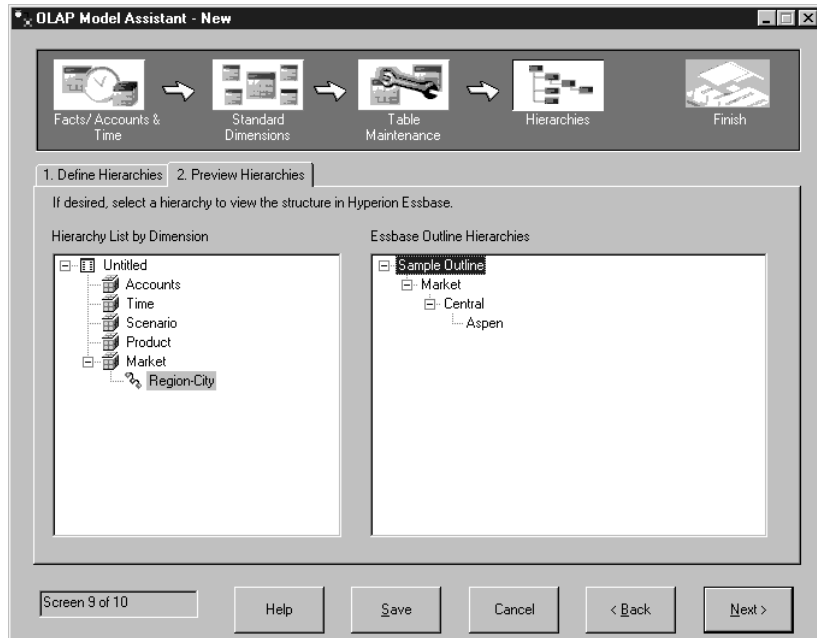 OLAP Model Assistant - New
Facts/ Accounts &
Time
Standard
Dimensions
Table
Maintenance
Hierarchies
Finish
1. Define Hierarchies
2. Preview Hierarchies
If desired, select a hierarchy to view the structure in Hyperion Essbase.
Hierarchy List by Dimension
Untitled
Accounts
Time
Scenario
Product
Market
Region-City
Essbase Outline Hierarchies
Sample Outline
Market
Central
Aspen
Screen 9 of 10
Help
Save
Cancel
< Back
Next >